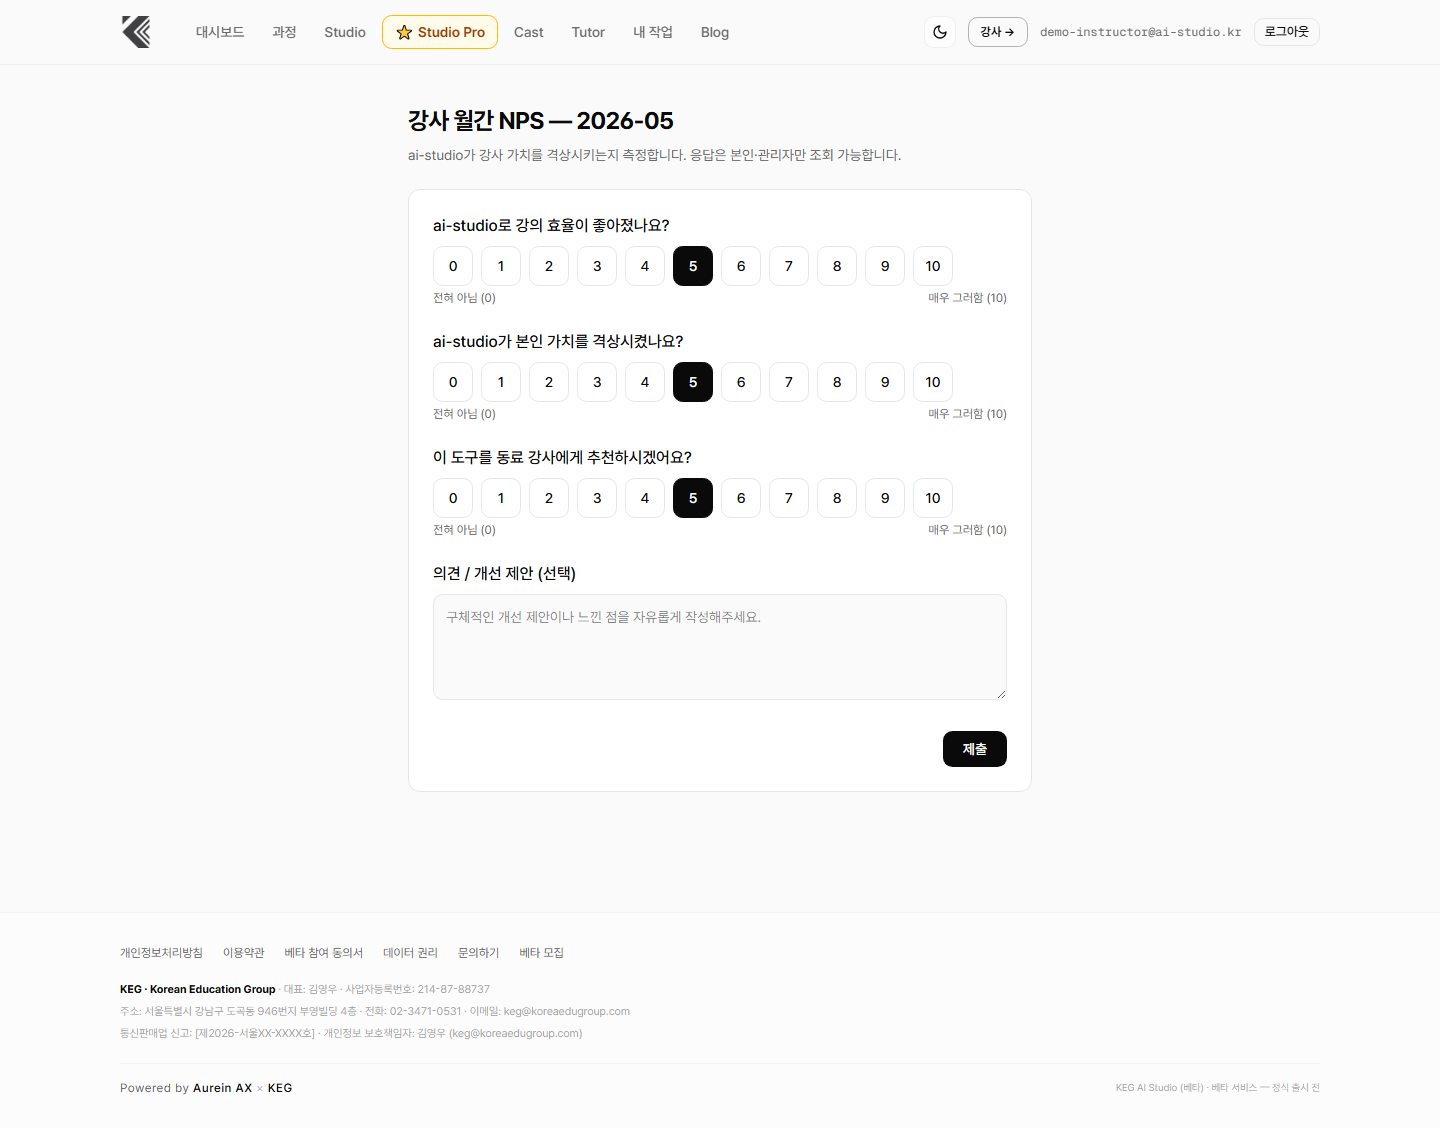 대시보드 과정 Studio Studio Pro Cast Tutor 내 작업 Blog 강사 → demo-instructor@ai-studio.kr 로그아웃
강사 월간 NPS — 2026-05
ai-studio가 강사 가치를 격상시키는지 측정합니다. 응답은 본인·관리자만 조회 가능합니다.
ai-studio로 강의 효율이 좋아졌나요?
0 1 2 3 4 5 6 7 8 9 10
전혀 아님 (0) 매우 그러함 (10)
ai-studio가 본인 가치를 격상시켰나요?
0 1 2 3 4 5 6 7 8 9 10
전혀 아님 (0) 매우 그러함 (10)
이 도구를 동료 강사에게 추천하시겠어요?
0 1 2 3 4 5 6 7 8 9 10
전혀 아님 (0) 매우 그러함 (10)
의견 / 개선 제안 (선택)
구체적인 개선 제안이나 느낀 점을 자유롭게 작성해주세요.
제출
개인정보처리방침 이용약관 베타 참여 동의서 데이터 권리 문의하기 베타 모집
KEG · Korean Education Group · 대표: 김영우 · 사업자등록번호: 214-87-88737
주소: 서울특별시 강남구 도곡동 946번지 부영빌딩 4층 · 전화: 02-3471-0531 · 이메일: keg@koreaedugroup.com
통신판매업 신고: [제2026-서울XX-XXXX호] · 개인정보 보호책임자: 김영우 (keg@koreaedugroup.com)
Powered by Aurein AX × KEG
KEG AI Studio (베타) · 베타 서비스 — 정식 출시 전